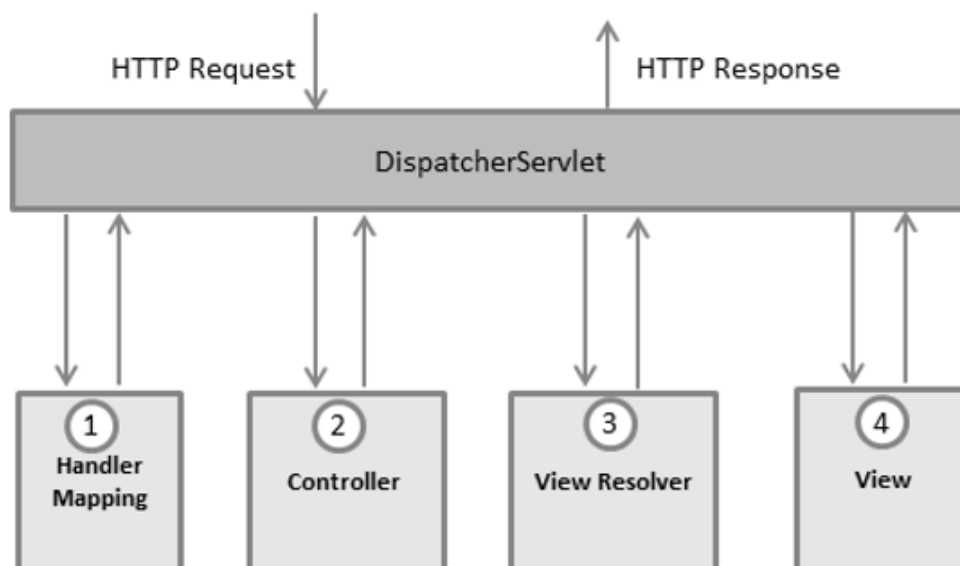 HTTP Request
HTTP Response
DispatcherServlet
1
Handler
Mapping
2
Controller
3
View Resolver
4
View